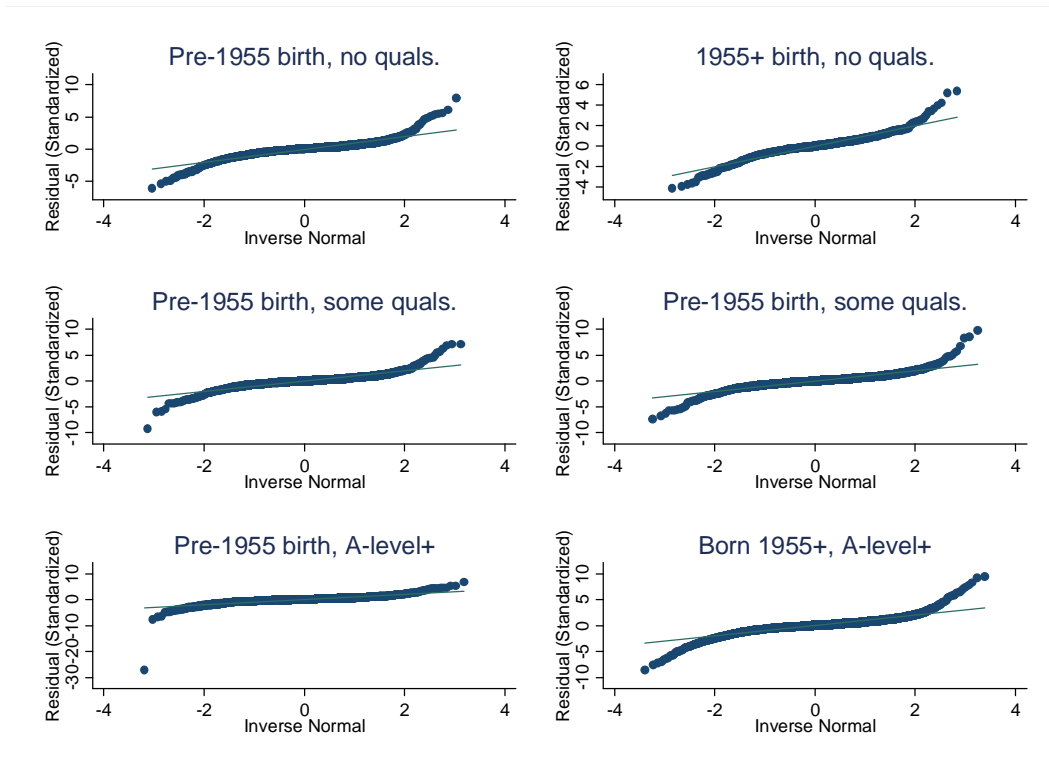 Pre-1955 birth, no quals.
Residual (Standardized)
-5 0 5 10
-4 -2 0 2 4
Inverse Normal
1955+ birth, no quals.
Residual (Standardized)
-4 -2 0 2 4 6
-4 -2 0 2 4
Inverse Normal
Pre-1955 birth, some quals.
Residual (Standardized)
-10 -5 0 5 10
-4 -2 0 2 4
Inverse Normal
Pre-1955 birth, some quals.
Residual (Standardized)
-10 -5 0 5 10
-4 -2 0 2 4
Inverse Normal
Pre-1955 birth, A-level+
Residual (Standardized)
-30 -20 -10 0 10
-4 -2 0 2 4
Inverse Normal
Born 1955+, A-level+
Residual (Standardized)
-10 -5 0 5 10
-4 -2 0 2 4
Inverse Normal